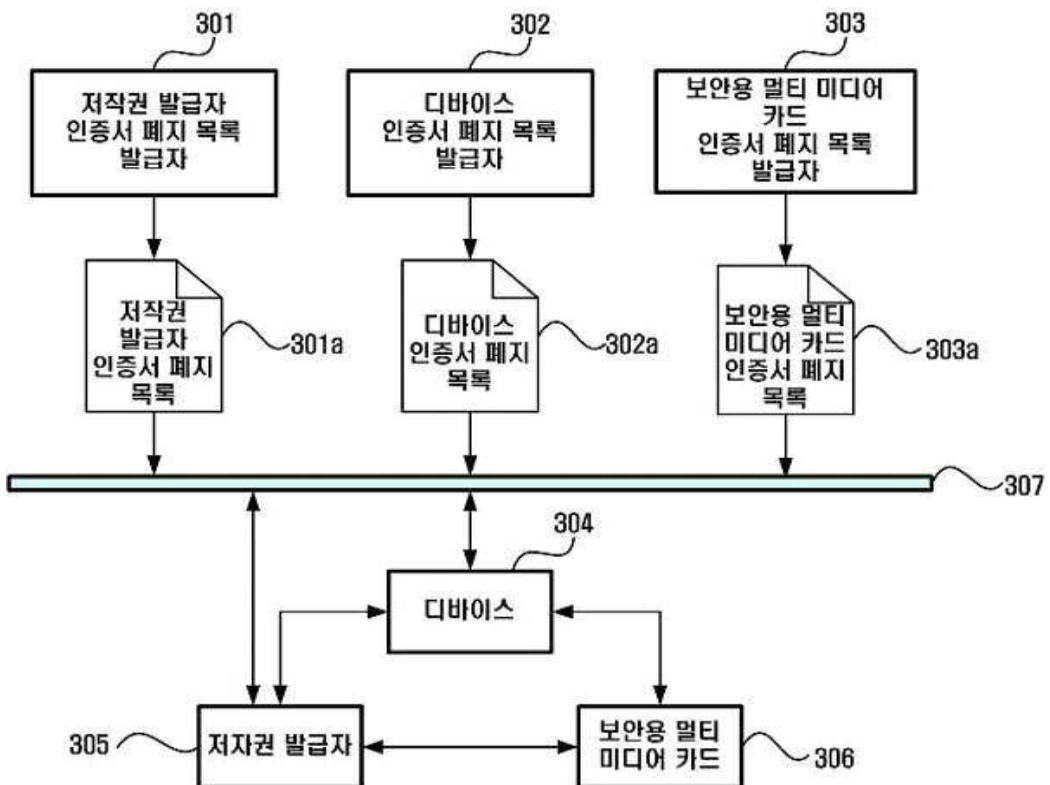 301
302
303
저작권 발급자
인증서 폐지 목록
발급자
디바이스
인증서 폐지 목록
발급자
보안용 멀티 미디어
카드
인증서 폐지 목록
발급자
저작권
발급자
인증서 폐지
목록
301a
디바이스
인증서 폐지
목록
302a
보안용 멀티
미디어 카드
인증서 폐지
목록
303a
307
304
디바이스
305
저자권 발급자
보안용 멀티
미디어 카드
306